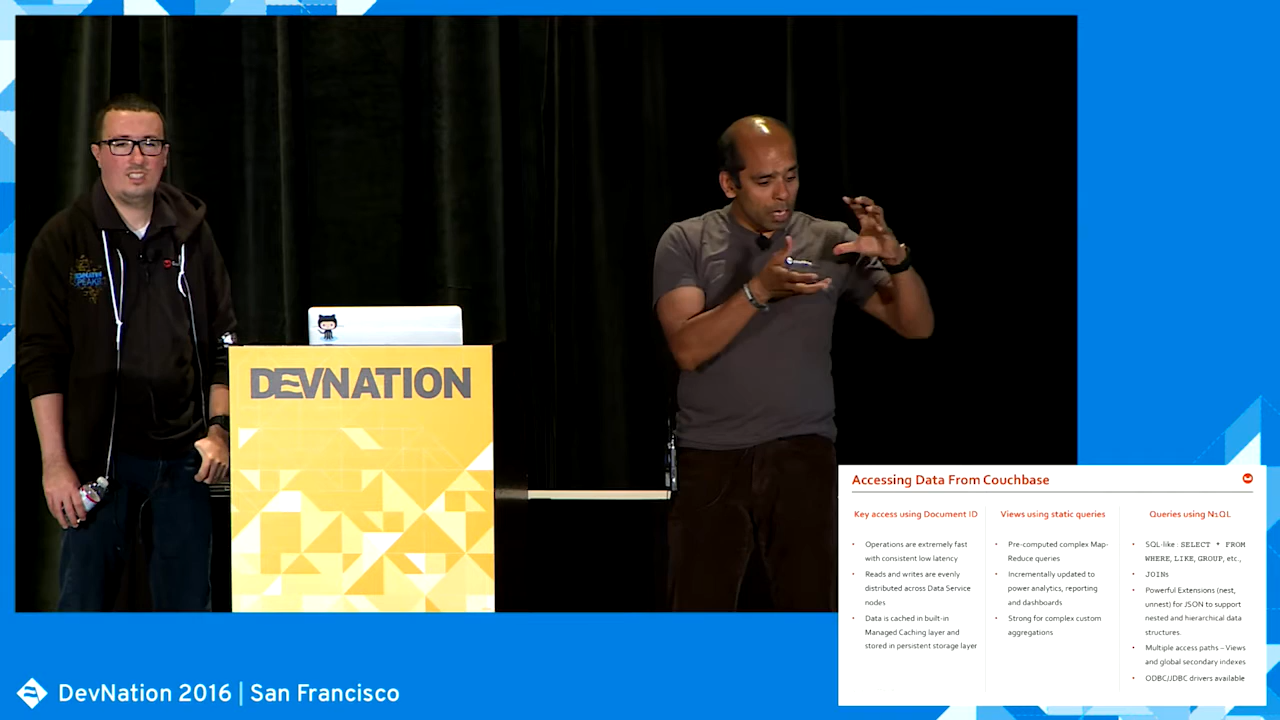 DEVNATION
Accessing Data From Couchbase
Key access using Document ID
• Operations are extremely fast
with consistent low latency
• Reads and writes are evenly
distributed across Data Service
nodes
• Data is cached in built-in
Managed Caching layer and
stored in persistent storage layer
Views using static queries
• Pre-computed complex Map-
Reduce queries
• Incrementally updated to
power analytics, reporting
and dashboards
• Strong for complex custom
aggregations
Queries using N1QL
• SQL-like : SELECT * FROM
WHERE, LIKE, GROUP, etc.,
• JOINs
• Powerful Extensions (nest,
unnest) for JSON to support
nested and hierarchical data
structures.
• Multiple access paths – Views
and global secondary indexes
• ODBC/JDBC drivers available
DevNation 2016 | San Francisco